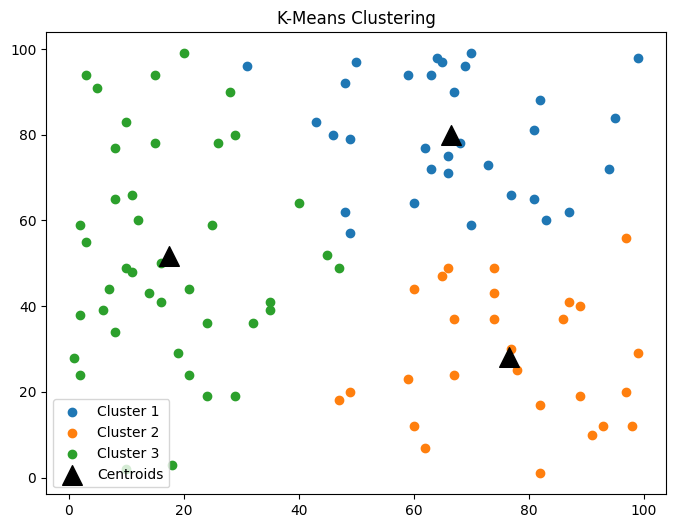 K-Means Clustering
100
80
60
40
20
0
Cluster 1
Cluster 2
Cluster 3
Centroids
0 20 40 60 80 100